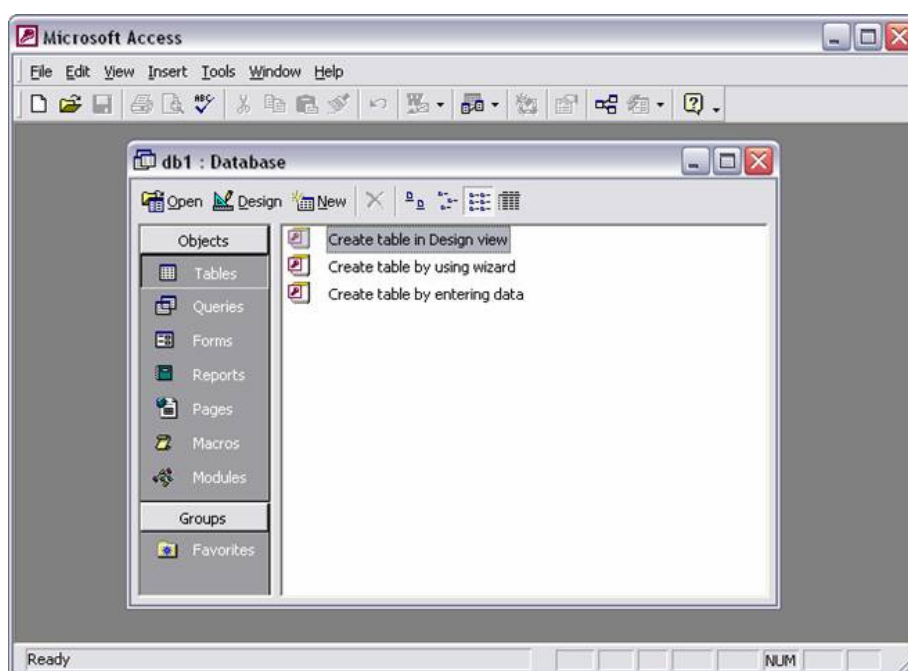 Microsoft Access
File Edit View Insert Tools Window Help
ABC
db1 : Database
Open Design New
Objects
Create table in Design view
Tables
Create table by using wizard
Queries
Create table by entering data
Forms
Reports
Pages
Macros
Modules
Groups
Favorites
Ready
NUM